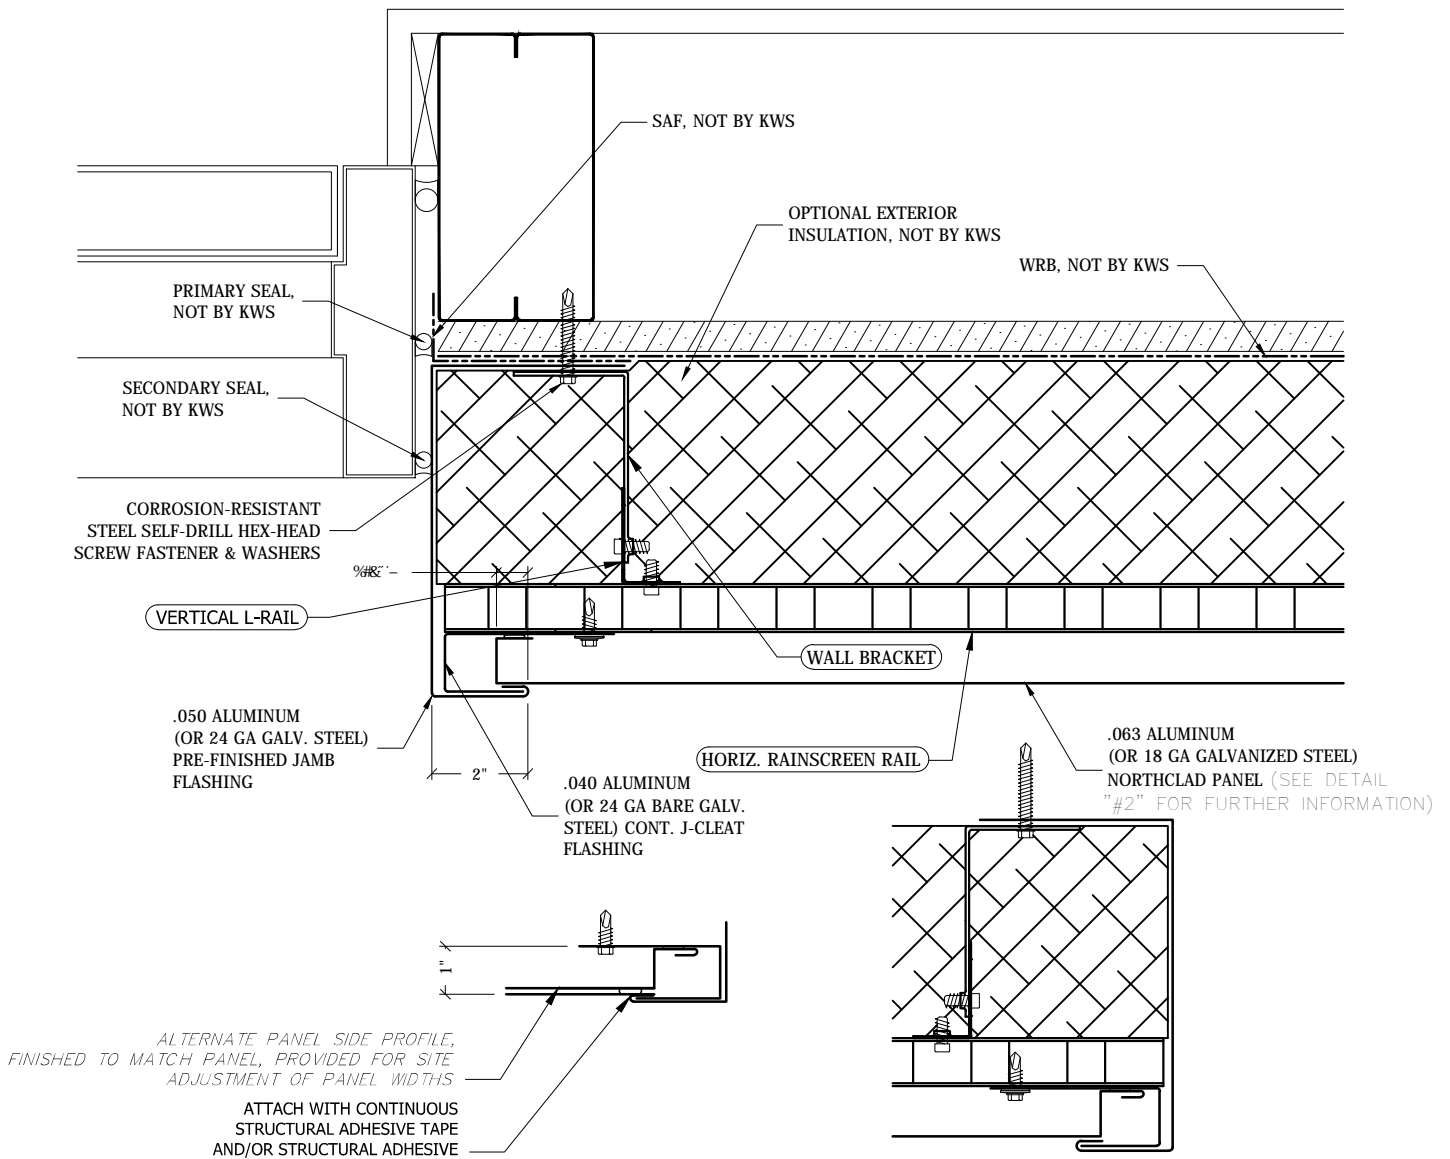 SAF, NOT BY KWS
OPTIONAL EXTERIOR
INSULATION, NOT BY KWS
WRB, NOT BY KWS
PRIMARY SEAL,
NOT BY KWS
SECONDARY SEAL,
NOT BY KWS
CORROSION-RESISTANT
STEEL SELF-DRILL HEX-HEAD
SCREW FASTENER & WASHERS
VERTICAL L-RAIL
WALL BRACKET
.050 ALUMINUM
(OR 24 GA GALV. STEEL)
PRE-FINISHED JAMB
FLASHING
2"
HORIZ. RAINSCREEN RAIL
.063 ALUMINUM
(OR 18 GA GALVANIZED STEEL)
NORTHCLAD PANEL (SEE DETAIL
"#2" FOR FURTHER INFORMATION)
.040 ALUMINUM
(OR 24 GA BARE GALV.
STEEL) CONT. J-CLEAT
FLASHING
1"
ALTERNATE PANEL SIDE PROFILE,
FINISHED TO MATCH PANEL, PROVIDED FOR SITE
ADJUSTMENT OF PANEL WIDTHS
ATTACH WITH CONTINUOUS
STRUCTURAL ADHESIVE TAPE
AND/OR STRUCTURAL ADHESIVE